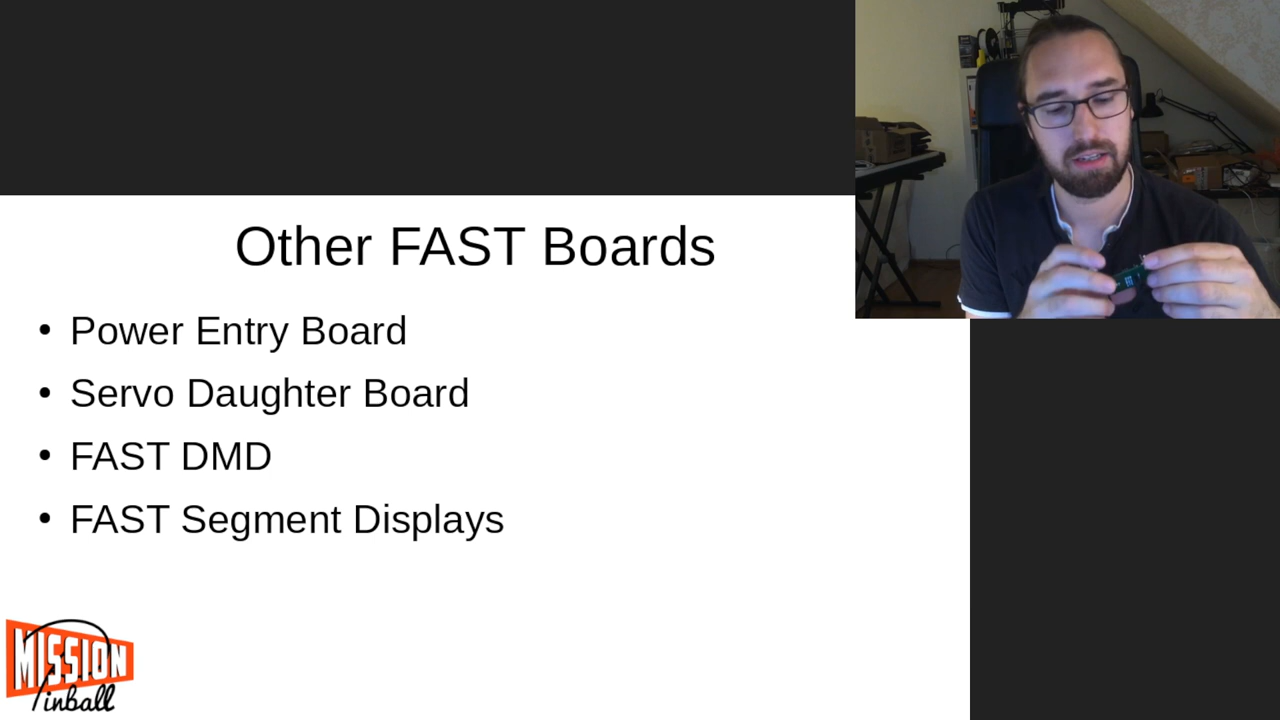 Other FAST Boards
• Power Entry Board
• Servo Daughter Board
• FAST DMD
• FAST Segment Displays
MISSION
Pinball